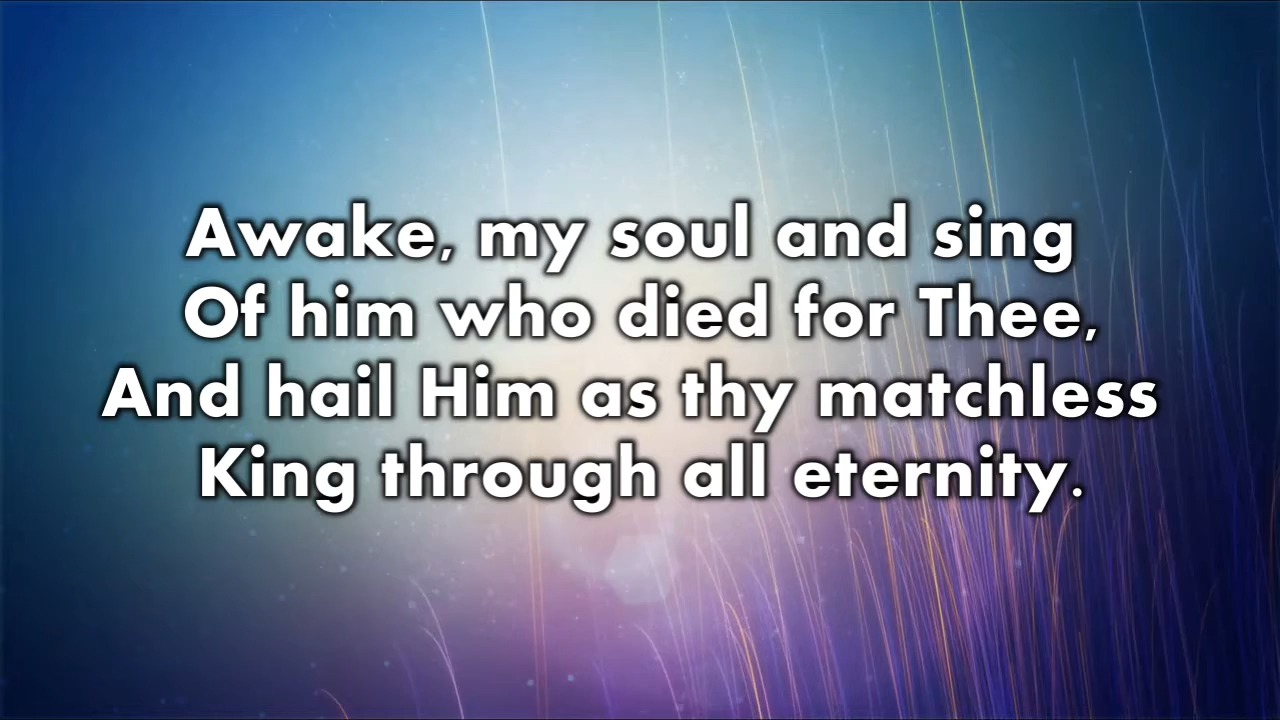 Awake, my soul and sing
Of him who died for Thee,
And hail Him as thy matchless
King through all eternity.